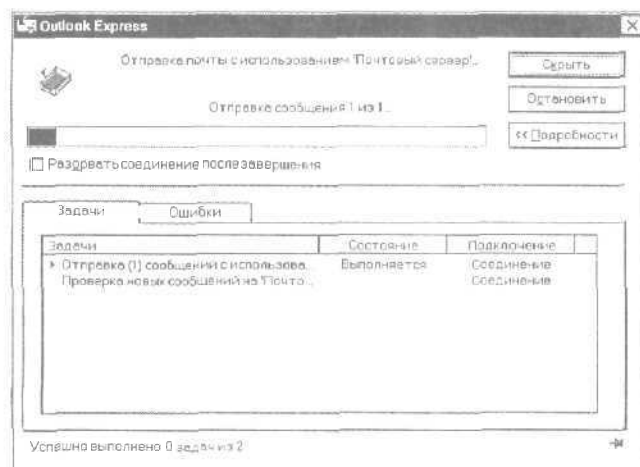 Outlook Express
Отправка почты с использованием 'Почтовый сервер'...
Скрыть
Отправка сообщения 1 из 1...
Остановить
<< Подробности
Разорвать соединение после завершения
Задачи
Ошибки
Задачи
Состояние
Подключение
Отправка (1) сообщений с использова...
Выполняется
Соединение
Проверка новых сообщений на 'Почто...
Соединение
Успешно выполнено 0 задач из 2